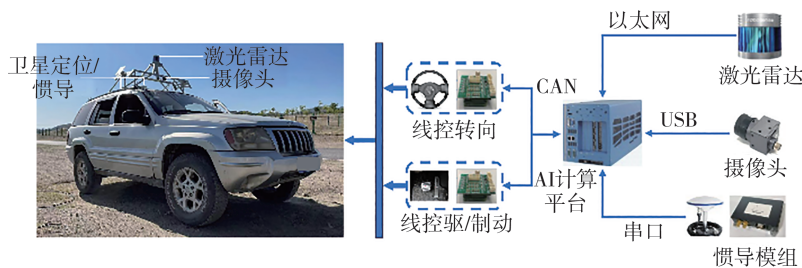 卫星定位/
惯导
激光雷达
摄像头
线控转向
线控驱/制动
CAN
AI计算
平台
以太网
USB
串口
激光雷达
摄像头
惯导模组